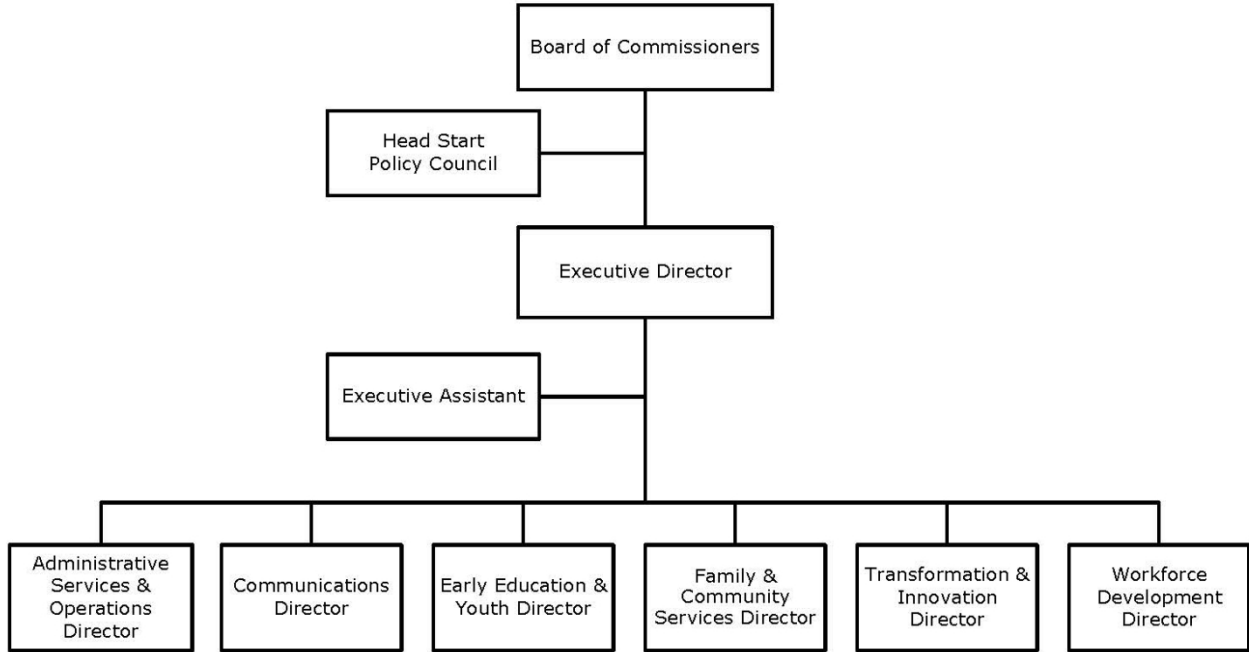 Board of Commissioners
Head Start
Policy Council
Executive Director
Executive Assistant
Administrative
Services &
Operations
Director
Communications
Director
Early Education &
Youth Director
Family &
Community
Services Director
Transformation &
Innovation
Director
Workforce
Development
Director